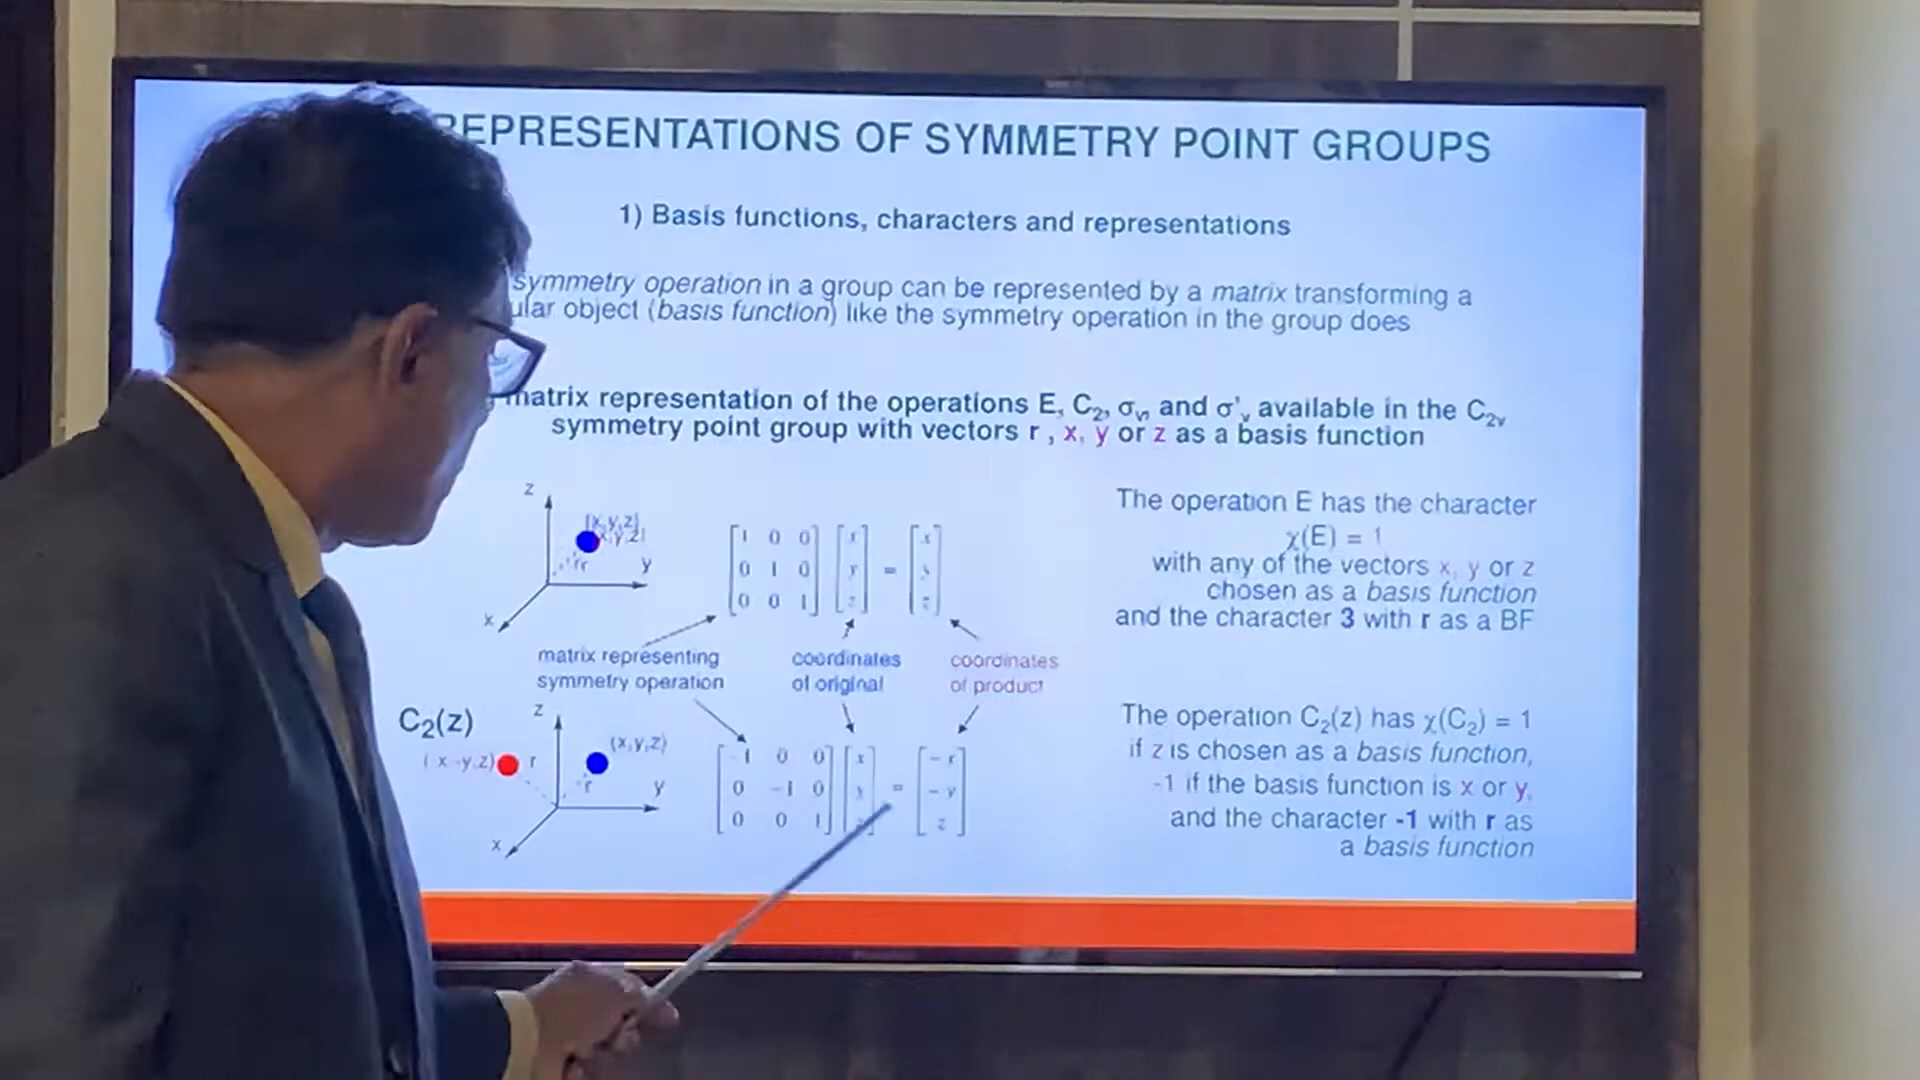 REPRESENTATIONS OF SYMMETRY POINT GROUPS
1) Basis functions, characters and representations
symmetry operation in a group can be represented by a matrix transforming a
ular object (basis function) like the symmetry operation in the group does
matrix representation of the operations E, C₂, σᵥ, and σ'ᵥ available in the C₂ᵥ
symmetry point group with vectors r, x, y or z as a basis function
z
(x,y,z)
r
y
x
1 0 0
0 1 0 =
0 0 1
The operation E has the character
χ(E) = 1
with any of the vectors x, y or z
chosen as a basis function
and the character 3 with r as a BF
matrix representing
symmetry operation
coordinates
of original
coordinates
of product
C₂(z)
z
(-x -y,z)
r
(x,y,z)
r
y
x
-1 0 0 x = -x
0 -1 0 y -y
0 0 1 z
The operation C₂(z) has χ(C₂) = 1
if z is chosen as a basis function,
-1 if the basis function is x or y,
and the character -1 with r as
a basis function